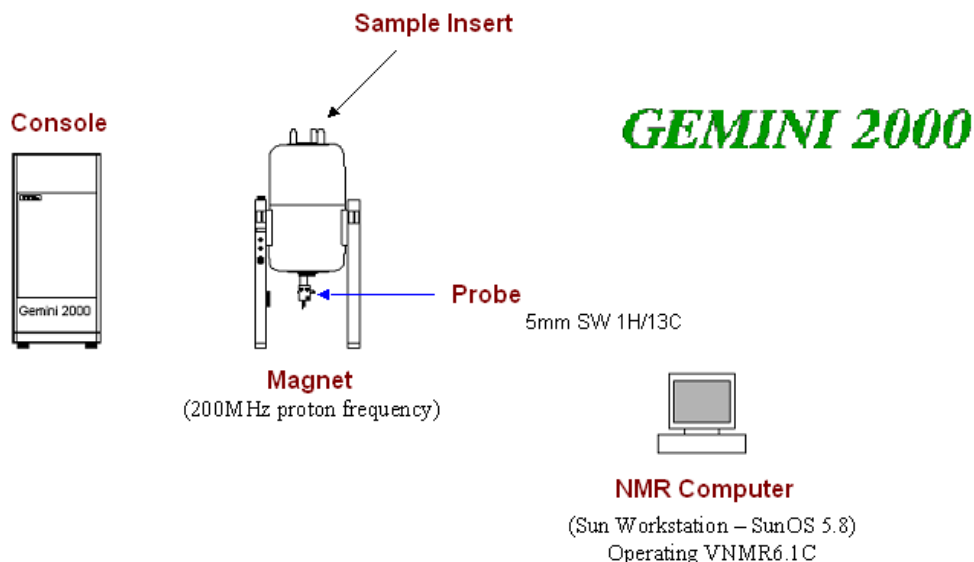 Sample Insert
GEMINI 2000
Console
Gemini 2000
Probe
5mm SW 1H/13C
Magnet
(200MHz proton frequency)
NMR Computer
(Sun Workstation – SunOS 5.8)
Operating VNMR6.1C